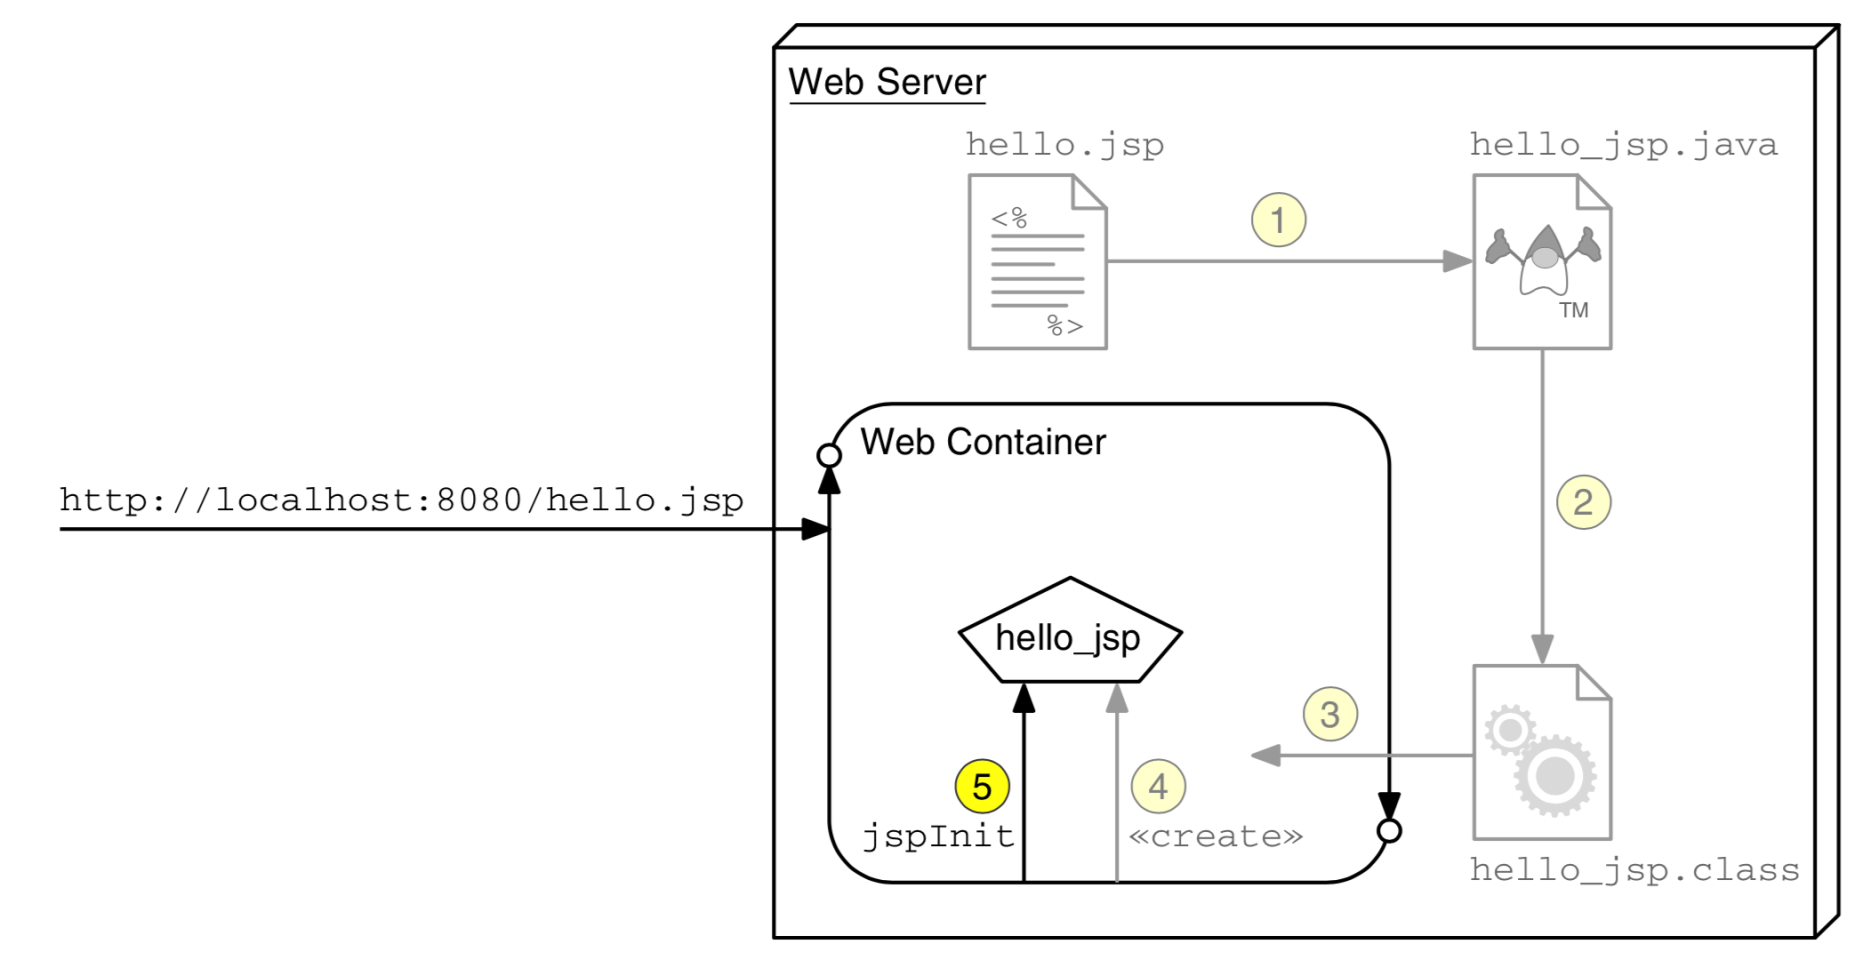 Web Server
hello.jsp
hello_jsp.java
<%
%>
1
TM
Web Container
http://localhost:8080/hello.jsp
2
hello_jsp
3
5
4
jspInit
«create»
hello_jsp.class